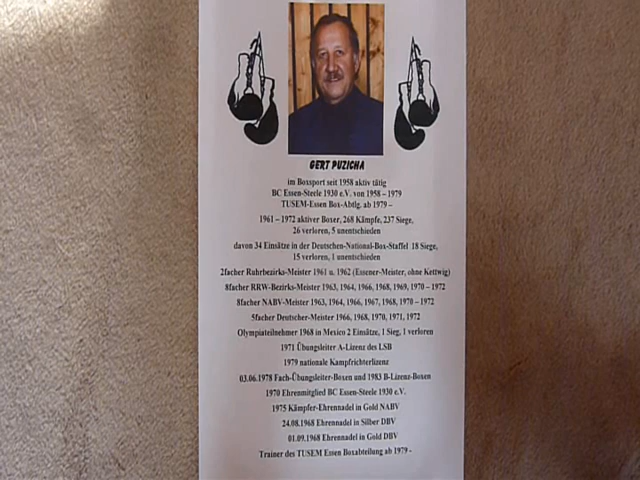 GERT PUZICHA
im Boxsport seit 1958 aktiv tätig
BC Essen-Steele 1930 e.V. von 1958 – 1979
TUSEM-Essen Box-Abtlg. ab 1979 –
1961 – 1972 aktiver Boxer, 268 Kämpfe, 237 Siege,
26 verloren, 5 unentschieden
davon 34 Einsätze in der Deutschen-National-Box-Staffel 18 Siege,
15 verloren, 1 unentschieden
2facher Ruhrbezirks-Meister 1961 u. 1962 (Essener-Meister, ohne Kettwig)
8facher RRW-Bezirks-Meister 1963, 1964, 1966, 1968, 1969, 1970 – 1972
8facher NABV-Meister 1963, 1964, 1966, 1967, 1968, 1970 – 1972
5facher Deutscher-Meister 1966, 1968, 1970, 1971, 1972
Olympiateilnehmer 1968 in Mexico 2 Einsätze, 1 Sieg, 1 verloren
1971 Übungsleiter A-Lizenz des LSB
1979 nationale Kampfrichterlizenz
03.06.1978 Fach-Übungsleiter-Boxen und 1983 B-Lizenz-Boxen
1970 Ehrenmitglied BC Essen-Steele 1930 e.V.
1975 Kämpfer-Ehrennadel in Gold NABV
24.08.1968 Ehrennadel in Silber DBV
01.09.1968 Ehrennadel in Gold DBV
Trainer des TUSEM Essen Boxabteilung ab 1979 -